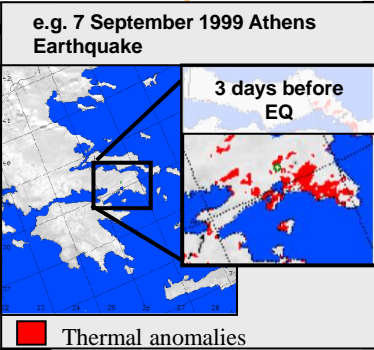 e.g. 7 September 1999 Athens
Earthquake
3 days before
EQ
Thermal anomalies